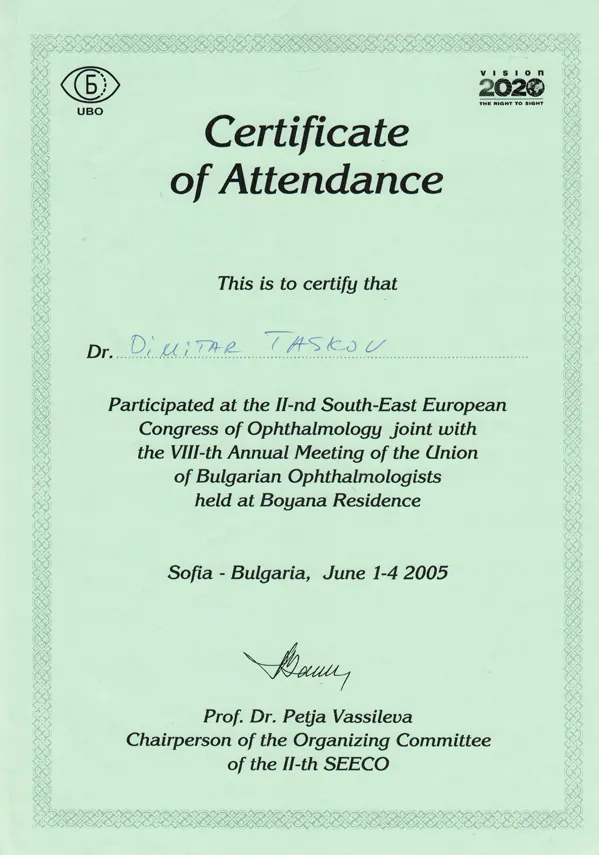 Б
UBO
VISION
2020
THE RIGHT TO SIGHT
Certificate
of Attendance
This is to certify that
Dr. DIMITAR TASKOV
Participated at the II-nd South-East European
Congress of Ophthalmology joint with
the VIII-th Annual Meeting of the Union
of Bulgarian Ophthalmologists
held at Boyana Residence
Sofia - Bulgaria, June 1-4 2005
Prof. Dr. Petja Vassileva
Chairperson of the Organizing Committee
of the II-th SEECO